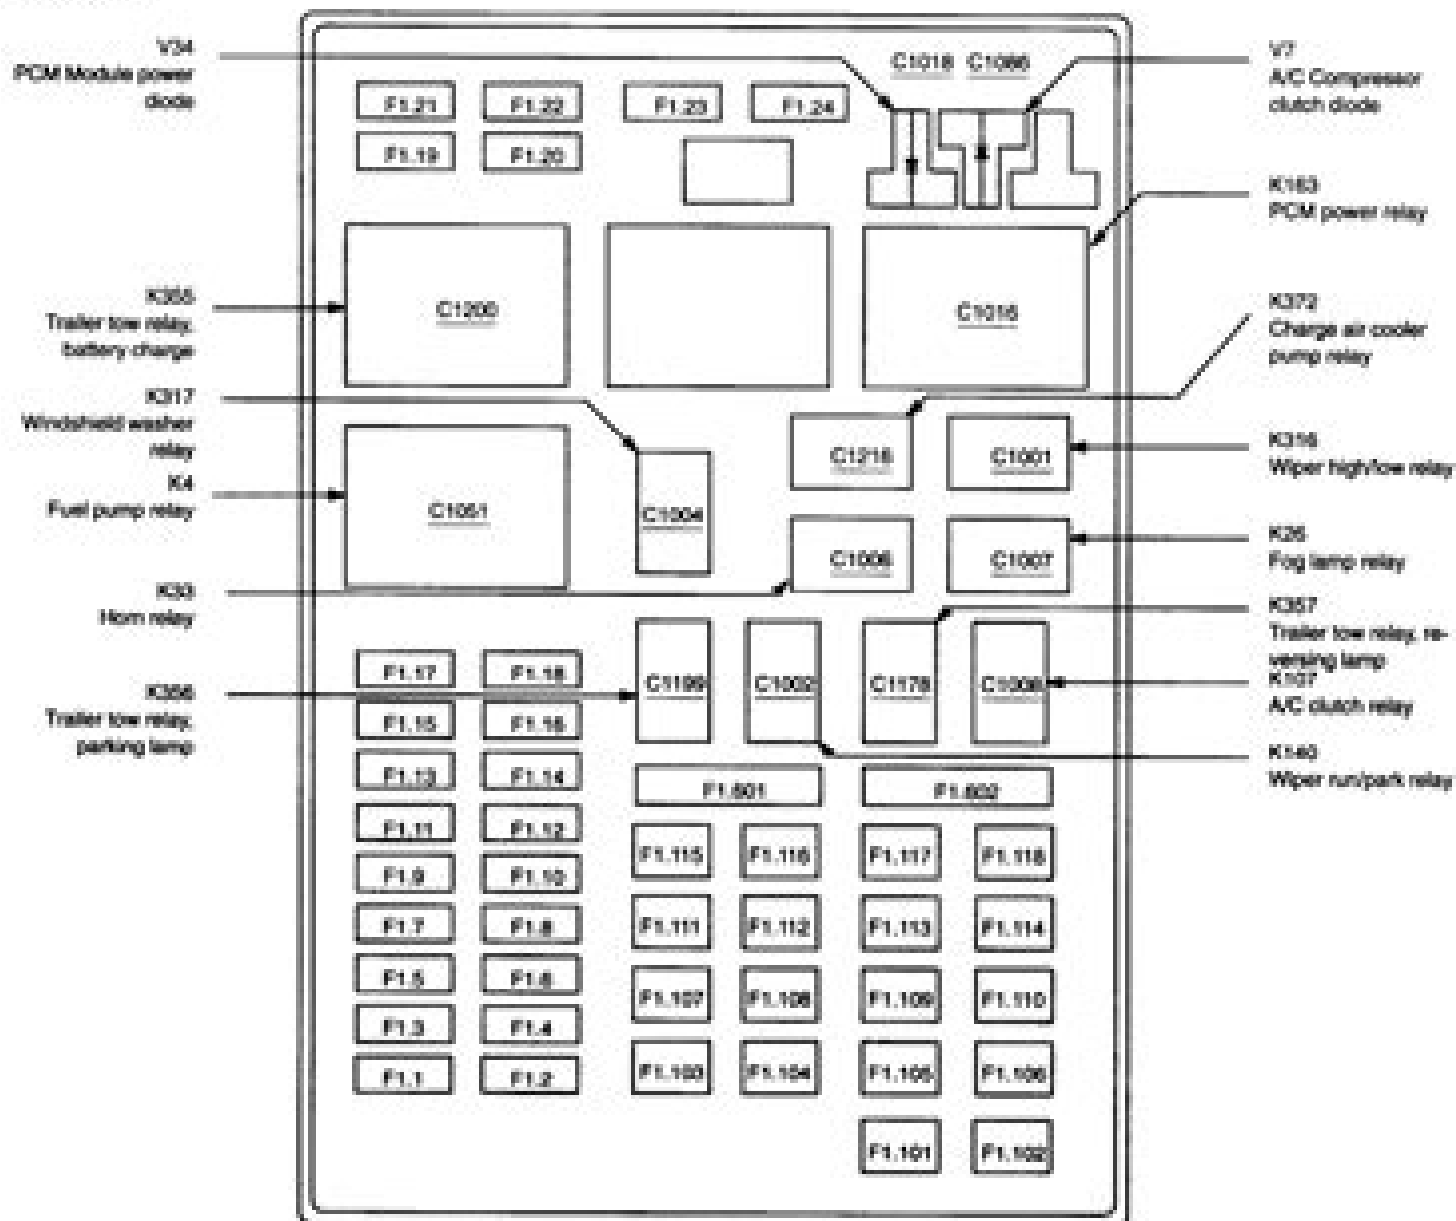 V34
PCM Module power
diode
C1018 C1086
V7
A/C Compressor
clutch diode
F1.21 F1.22 F1.23 F1.24
F1.19 F1.20
K163
PCM power relay
K355
Trailer tow relay,
battery charge
C1200
C1016
K372
Charge air cooler
pump relay
K317
Windshield washer
relay
K4
Fuel pump relay
C1051
C1004
C1216
C1001
K316
Wiper high/low relay
C1006
C1007
K26
Fog lamp relay
K33
Horn relay
K357
Trailer tow relay, re-
versing lamp
K107
A/C clutch relay
K356
Trailer tow relay,
parking lamp
C1199 C1002 C1178 C1008
K140
Wiper run/park relay
F1.17 F1.18
F1.15 F1.16
F1.13 F1.14
F1.601 F1.602
F1.11 F1.12
F1.115 F1.116 F1.117 F1.118
F1.9 F1.10
F1.7 F1.8
F1.111 F1.112 F1.113 F1.114
F1.5 F1.6
F1.107 F1.108 F1.109 F1.110
F1.3 F1.4
F1.1 F1.2
F1.103 F1.104 F1.105 F1.106
F1.101 F1.102